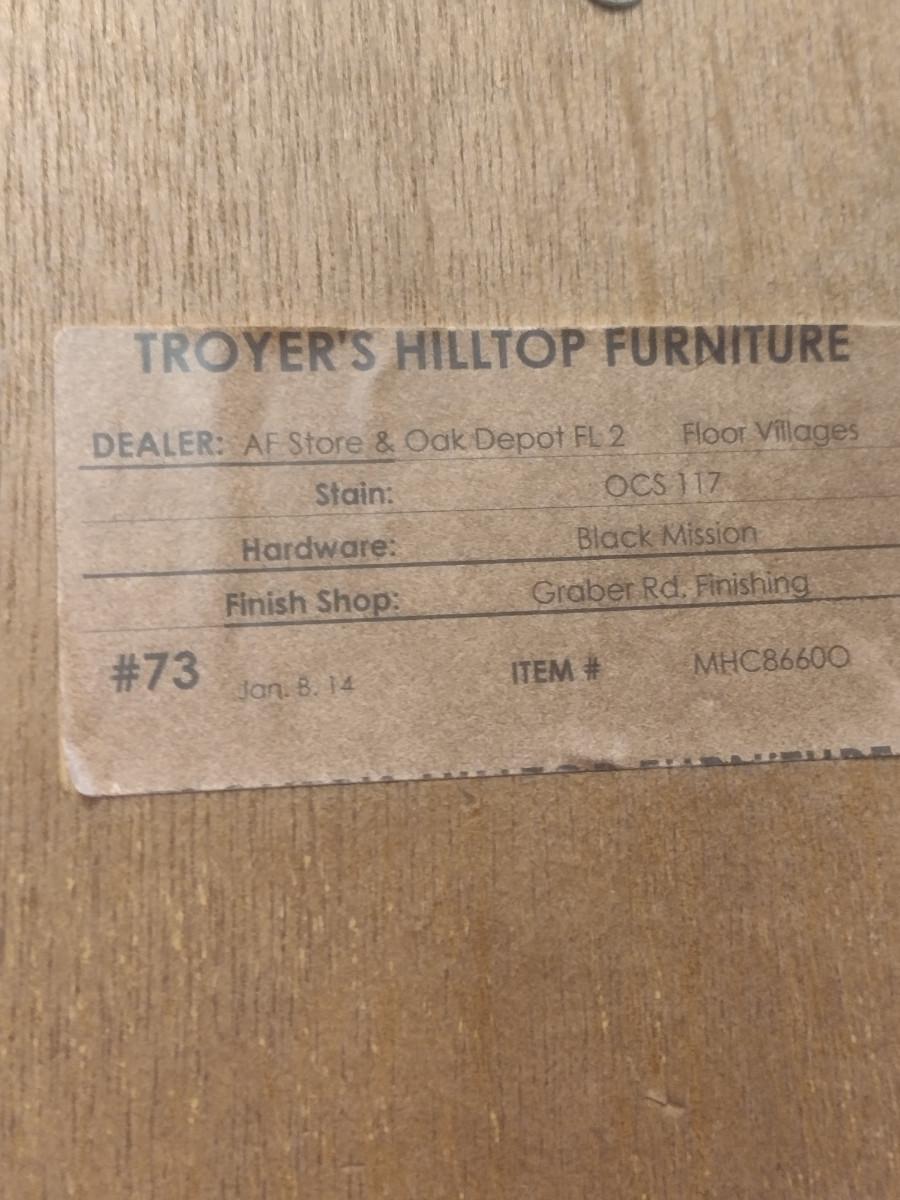 TROYER'S HILLTOP FURNITURE
DEALER: AF Store & Oak Depot FL 2 Floor Villages
Stain: OCS 117
Hardware: Black Mission
Finish Shop: Graber Rd. Finishing
#73 Jan. 8, 14 ITEM # MHC8660O